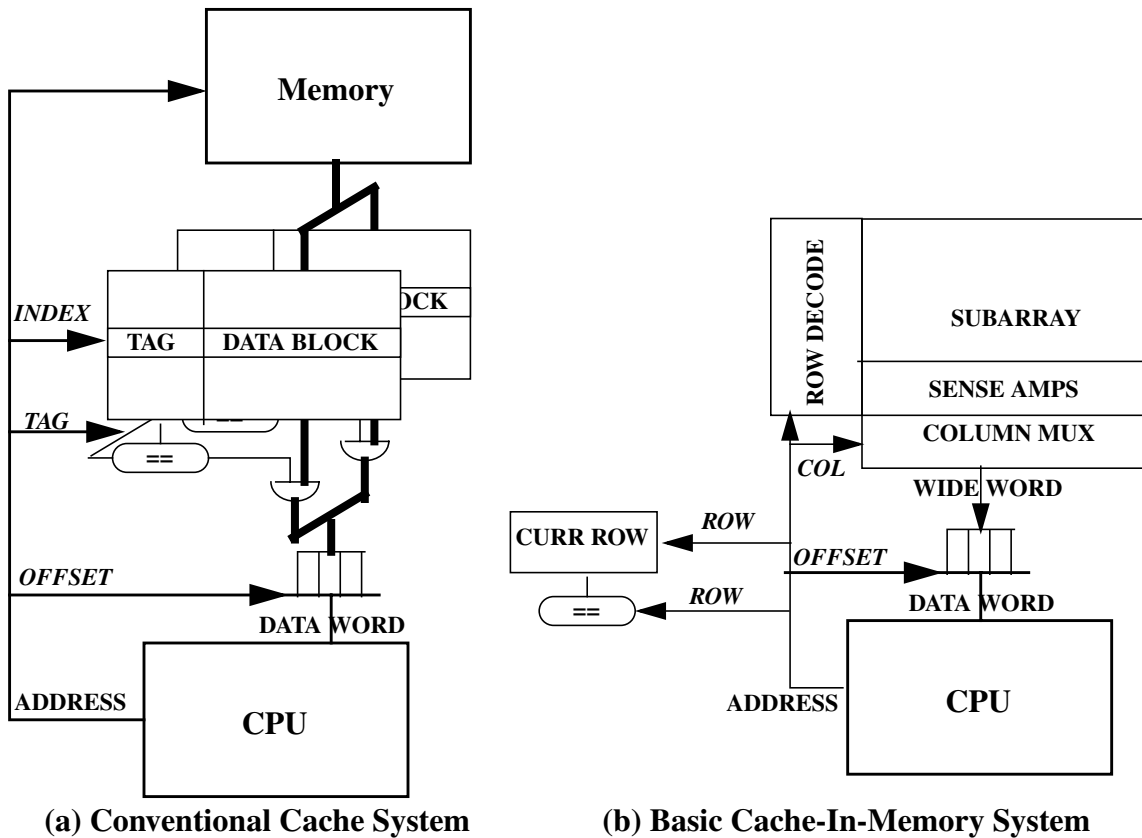 Memory
INDEX
OCK
TAG
DATA BLOCK
TAG
==
==
OFFSET
DATA WORD
ADDRESS
CPU
(a) Conventional Cache System
ROW DECODE
SUBARRAY
SENSE AMPS
COLUMN MUX
COL
WIDE WORD
CURR ROW
ROW
OFFSET
==
ROW
DATA WORD
ADDRESS
CPU
(b) Basic Cache-In-Memory System